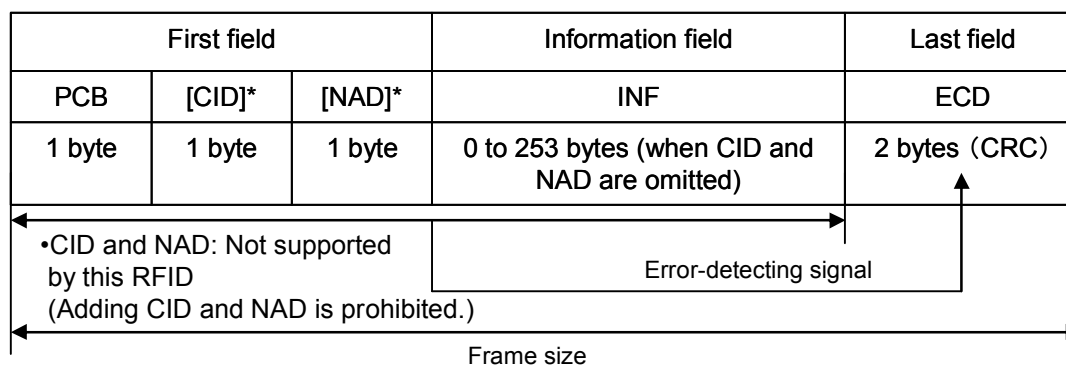 First field Information field Last field
PCB [CID]* [NAD]* INF ECD
1 byte 1 byte 1 byte 0 to 253 bytes (when CID and NAD are omitted) 2 bytes （CRC）
•CID and NAD: Not supported
by this RFID
(Adding CID and NAD is prohibited.)
Error-detecting signal
Frame size